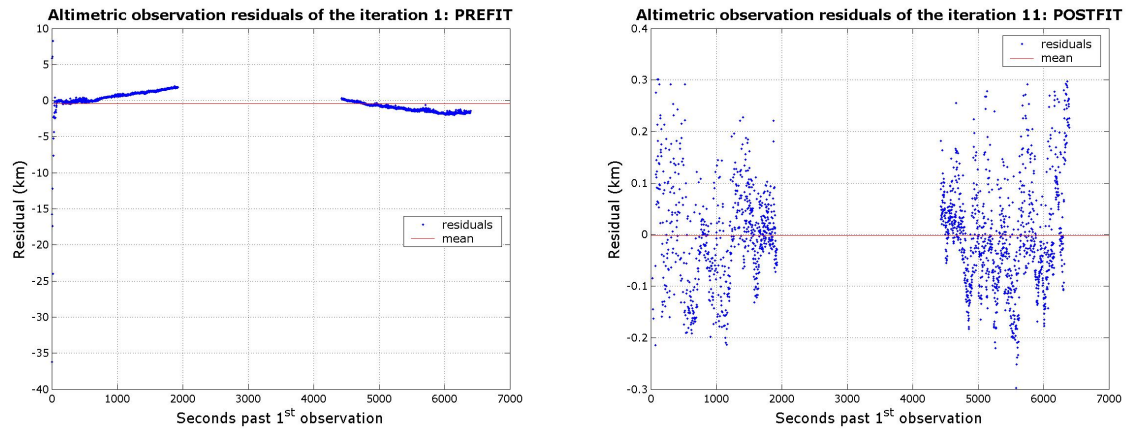 Altimetric observation residuals of the iteration 1: PREFIT
10
5
0
-5
-10
-15
-20
-25
-30
-35
-40
Residual (km)
residuals
mean
0 1000 2000 3000 4000 5000 6000 7000
Seconds past 1st observation
Altimetric observation residuals of the iteration 11: POSTFIT
0.4
0.3
0.2
0.1
0
-0.1
-0.2
-0.3
Residual (km)
residuals
mean
0 1000 2000 3000 4000 5000 6000 7000
Seconds past 1st observation